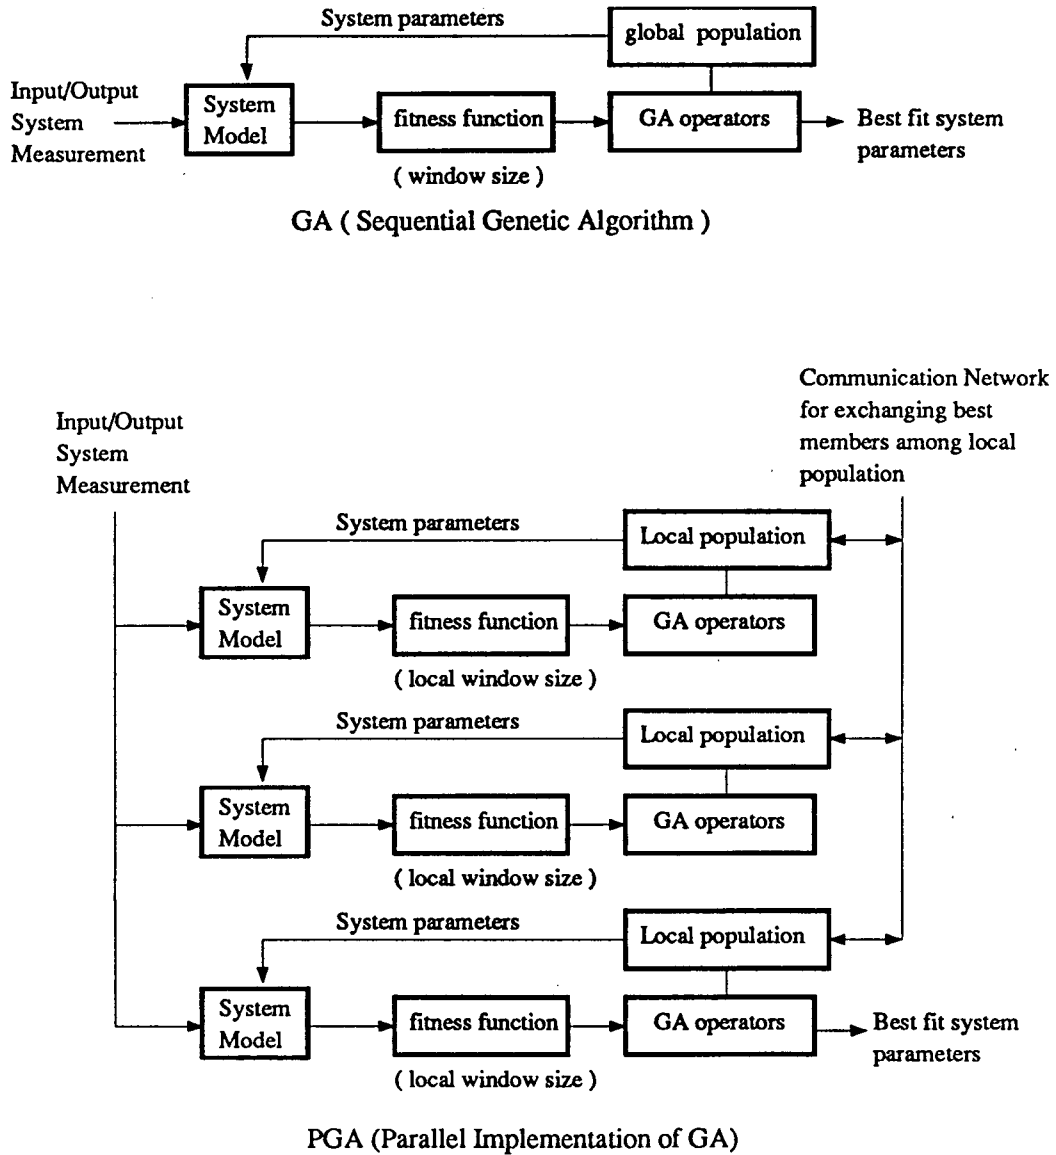 System parameters
global population
Input/Output
System
Measurement
System
Model
fitness function
GA operators
Best fit system
parameters
( window size )
GA ( Sequential Genetic Algorithm )
Communication Network
for exchanging best
members among local
population
Input/Output
System
Measurement
System parameters
Local population
System
Model
fitness function
GA operators
( local window size )
System parameters
Local population
System
Model
fitness function
GA operators
( local window size )
System parameters
Local population
System
Model
fitness function
GA operators
Best fit system
parameters
( local window size )
PGA (Parallel Implementation of GA)